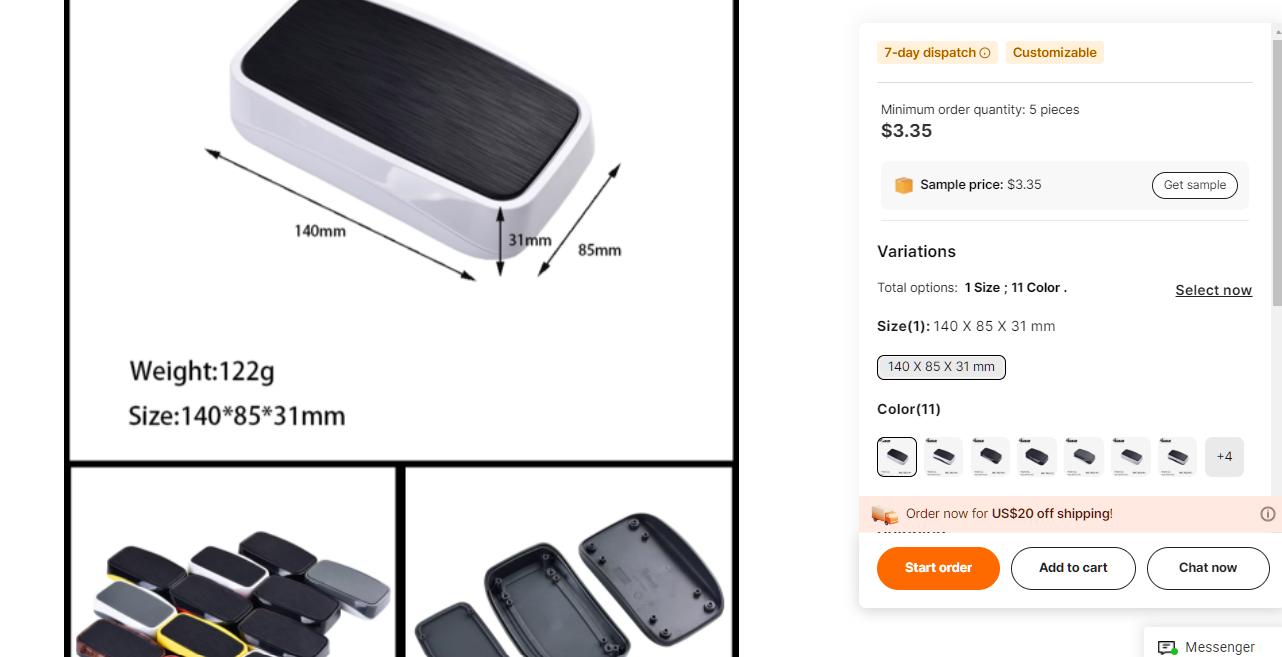 140mm
31mm
85mm
Weight:122g
Size:140*85*31mm
7-day dispatch
Customizable
Minimum order quantity: 5 pieces
$3.35
Sample price: $3.35
Get sample
Variations
Total options: 1 Size ; 11 Color .
Select now
Size(1): 140 X 85 X 31 mm
140 X 85 X 31 mm
Color(11)
+4
Order now for US$20 off shipping!
Start order
Add to cart
Chat now
Messenger